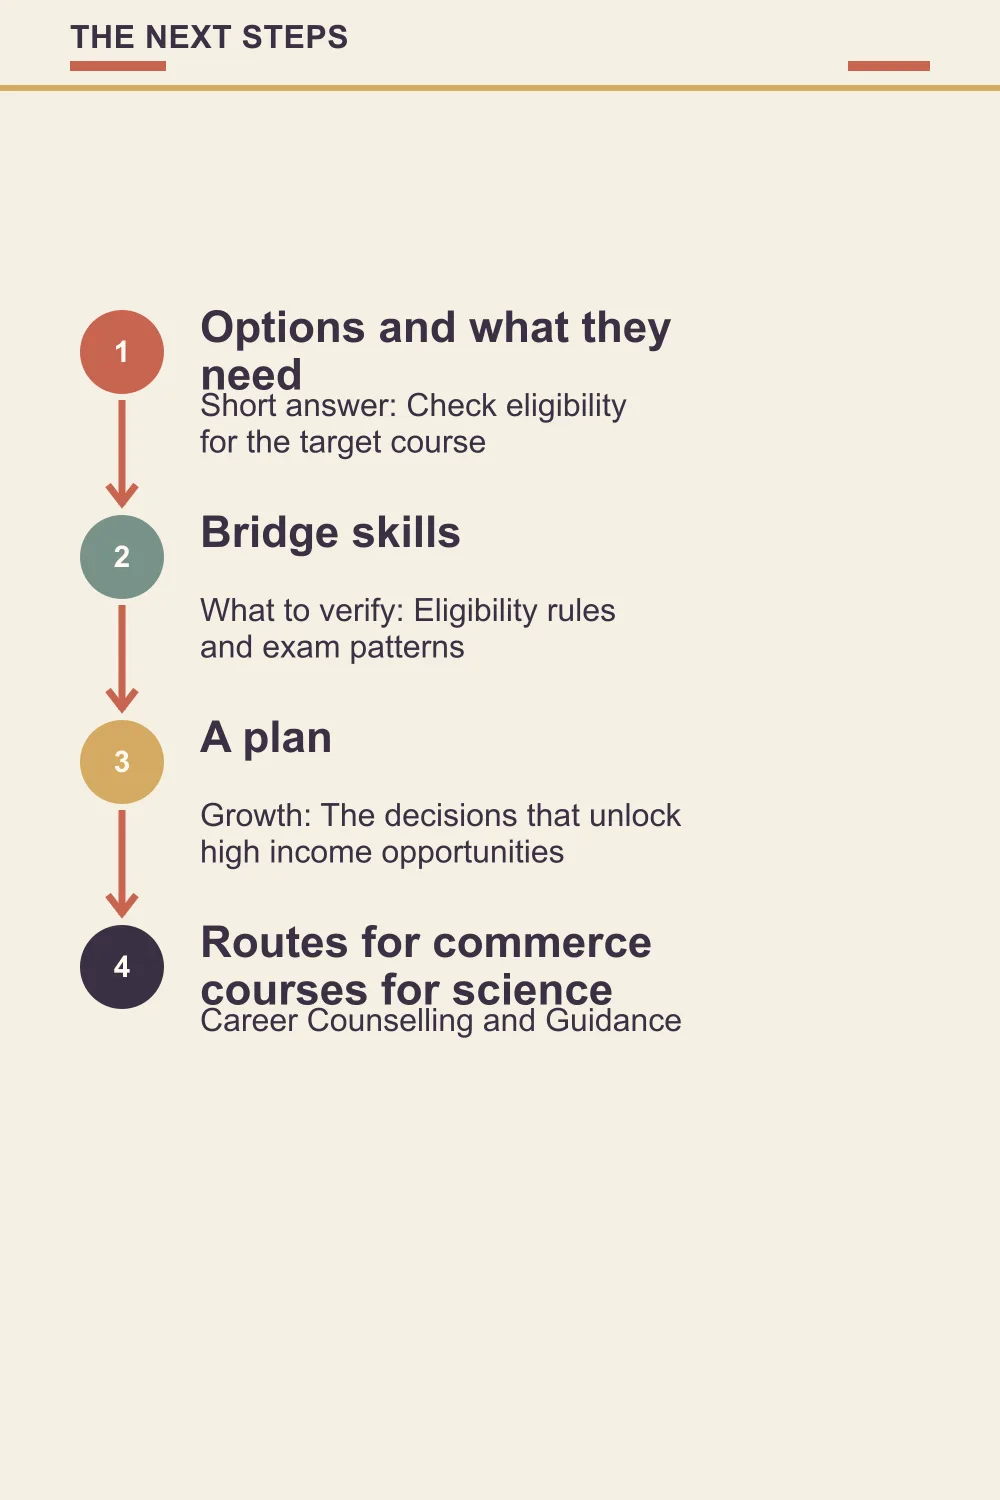 THE NEXT STEPS
1
Options and what they
need
Short answer: Check eligibility
for the target course
2
Bridge skills
What to verify: Eligibility rules
and exam patterns
3
A plan
Growth: The decisions that unlock
high income opportunities
4
Routes for commerce
courses for science
Career Counselling and Guidance